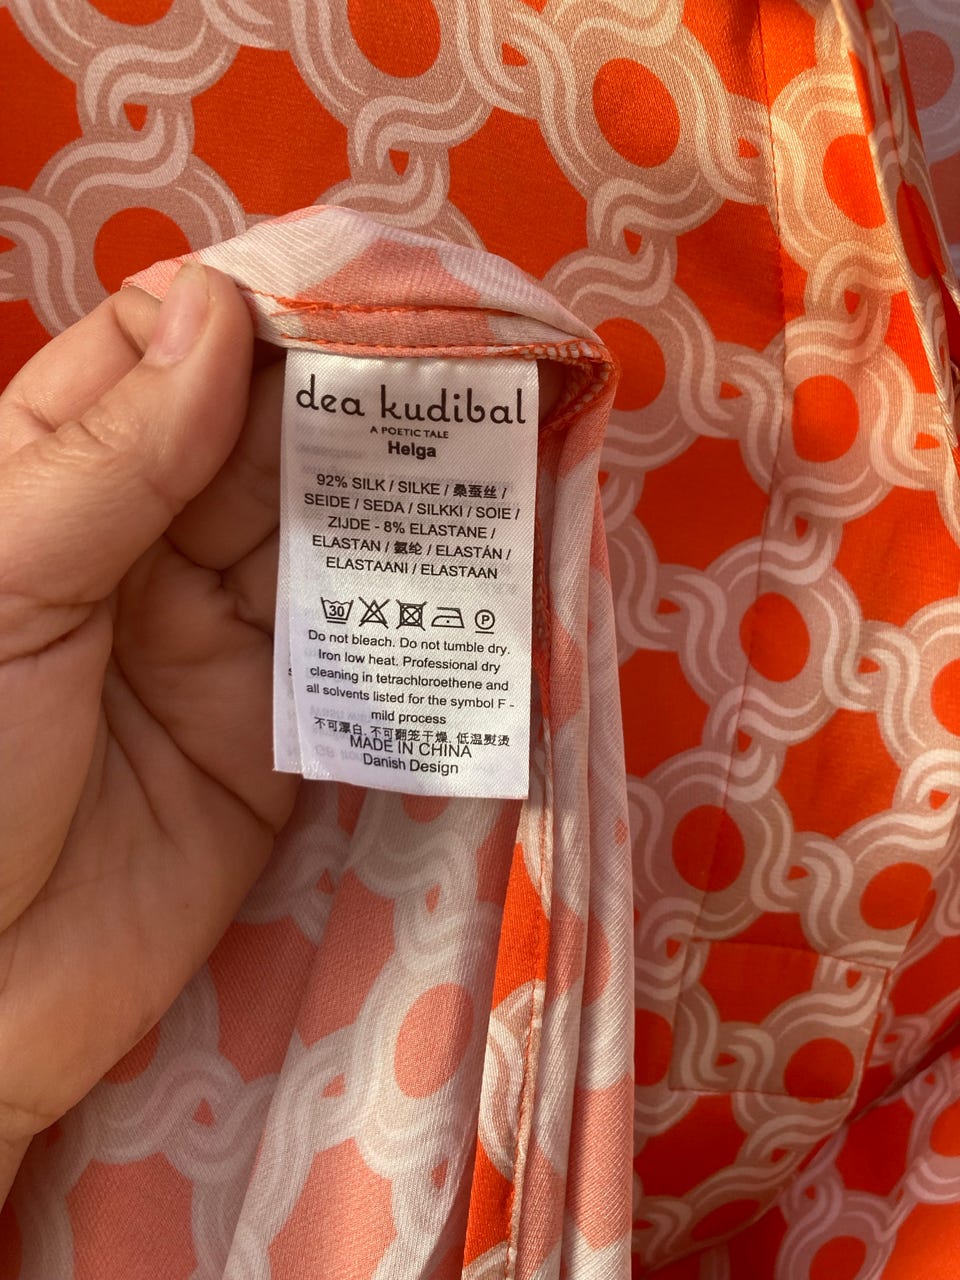 dea kudibal
A POETIC TALE
Helga
92% SILK / SILKE / 桑蚕丝 /
SEIDE / SEDA / SILKKI / SOIE /
ZIJDE - 8% ELASTANE /
ELASTAN / 氨纶 / ELASTÁN /
ELASTAANI / ELASTAAN
30 P
Do not bleach. Do not tumble dry.
Iron low heat. Professional dry
cleaning in tetrachloroethene and
all solvents listed for the symbol F -
mild process
不可漂白, 不可翻笼干燥, 低温熨烫
MADE IN CHINA
Danish Design